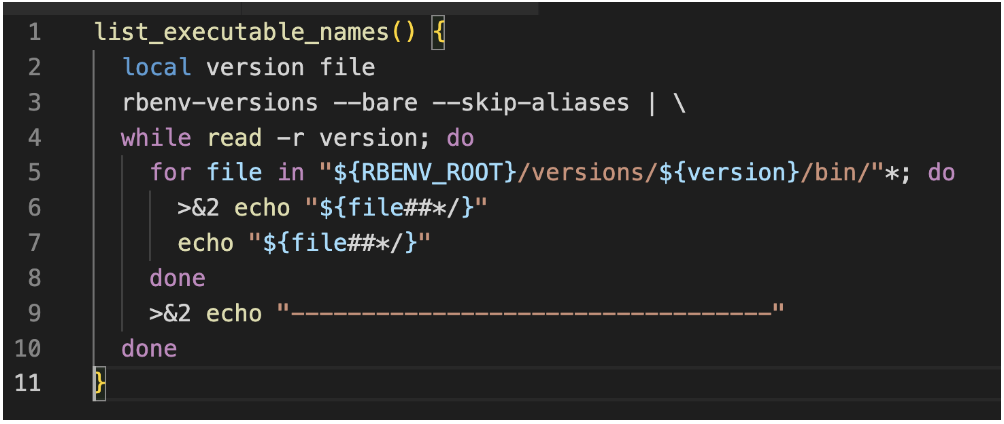 1 list_executable_names() {
2 local version file
3 rbenv-versions --bare --skip-aliases | \
4 while read -r version; do
5 for file in "${RBENV_ROOT}/versions/${version}/bin/"*; do
6 >&2 echo "${file##*/}"
7 echo "${file##*/}"
8 done
9 >&2 echo "----------------------------------"
10 done
11 }